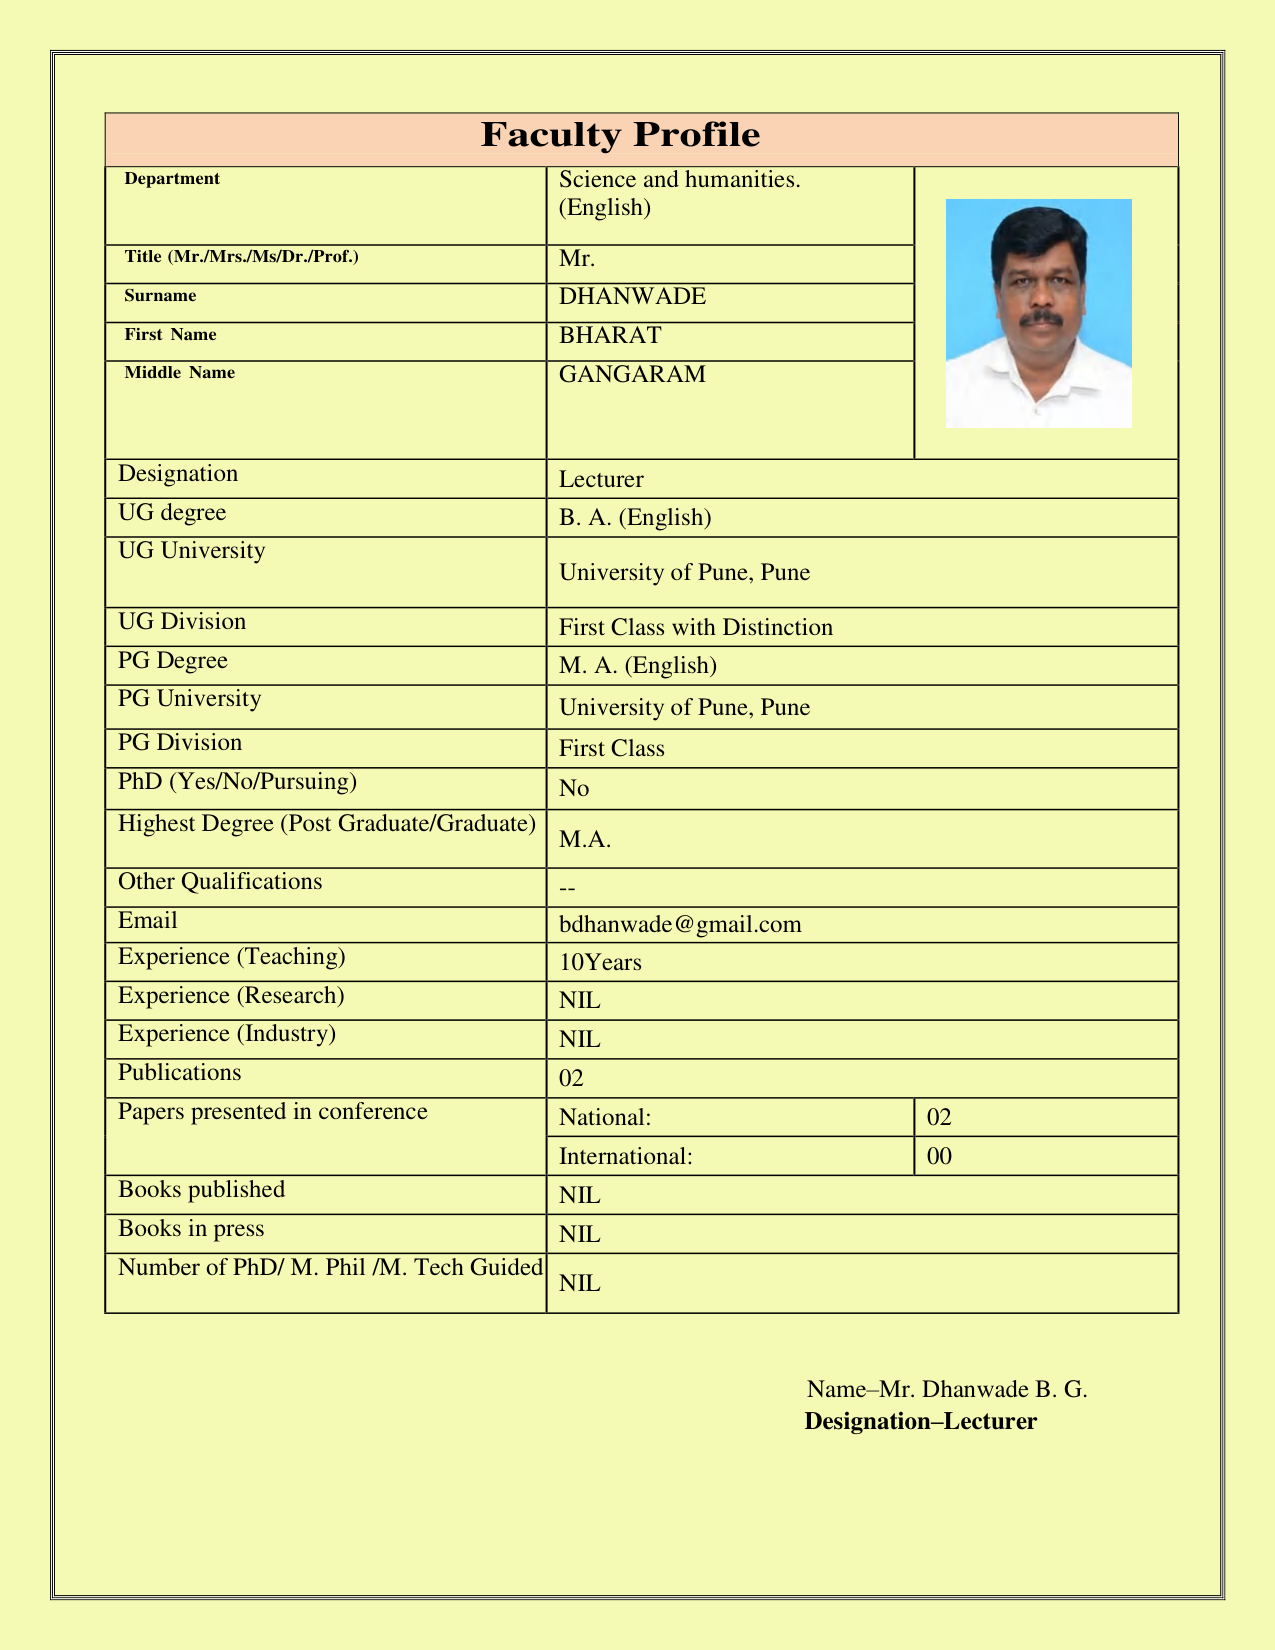 Faculty Profile
Department
Science and humanities.
(English)
Title (Mr./Mrs./Ms/Dr./Prof.)
Mr.
Surname
DHANWADE
First Name
BHARAT
Middle Name
GANGARAM
Designation
Lecturer
UG degree
B. A. (English)
UG University
University of Pune, Pune
UG Division
First Class with Distinction
PG Degree
M. A. (English)
PG University
University of Pune, Pune
PG Division
First Class
PhD (Yes/No/Pursuing)
No
Highest Degree (Post Graduate/Graduate)
M.A.
Other Qualifications
--
Email
bdhanwade@gmail.com
Experience (Teaching)
10Years
Experience (Research)
NIL
Experience (Industry)
NIL
Publications
02
Papers presented in conference
National:
02
International:
00
Books published
NIL
Books in press
NIL
Number of PhD/ M. Phil /M. Tech Guided
NIL
Name–Mr. Dhanwade B. G.
Designation–Lecturer